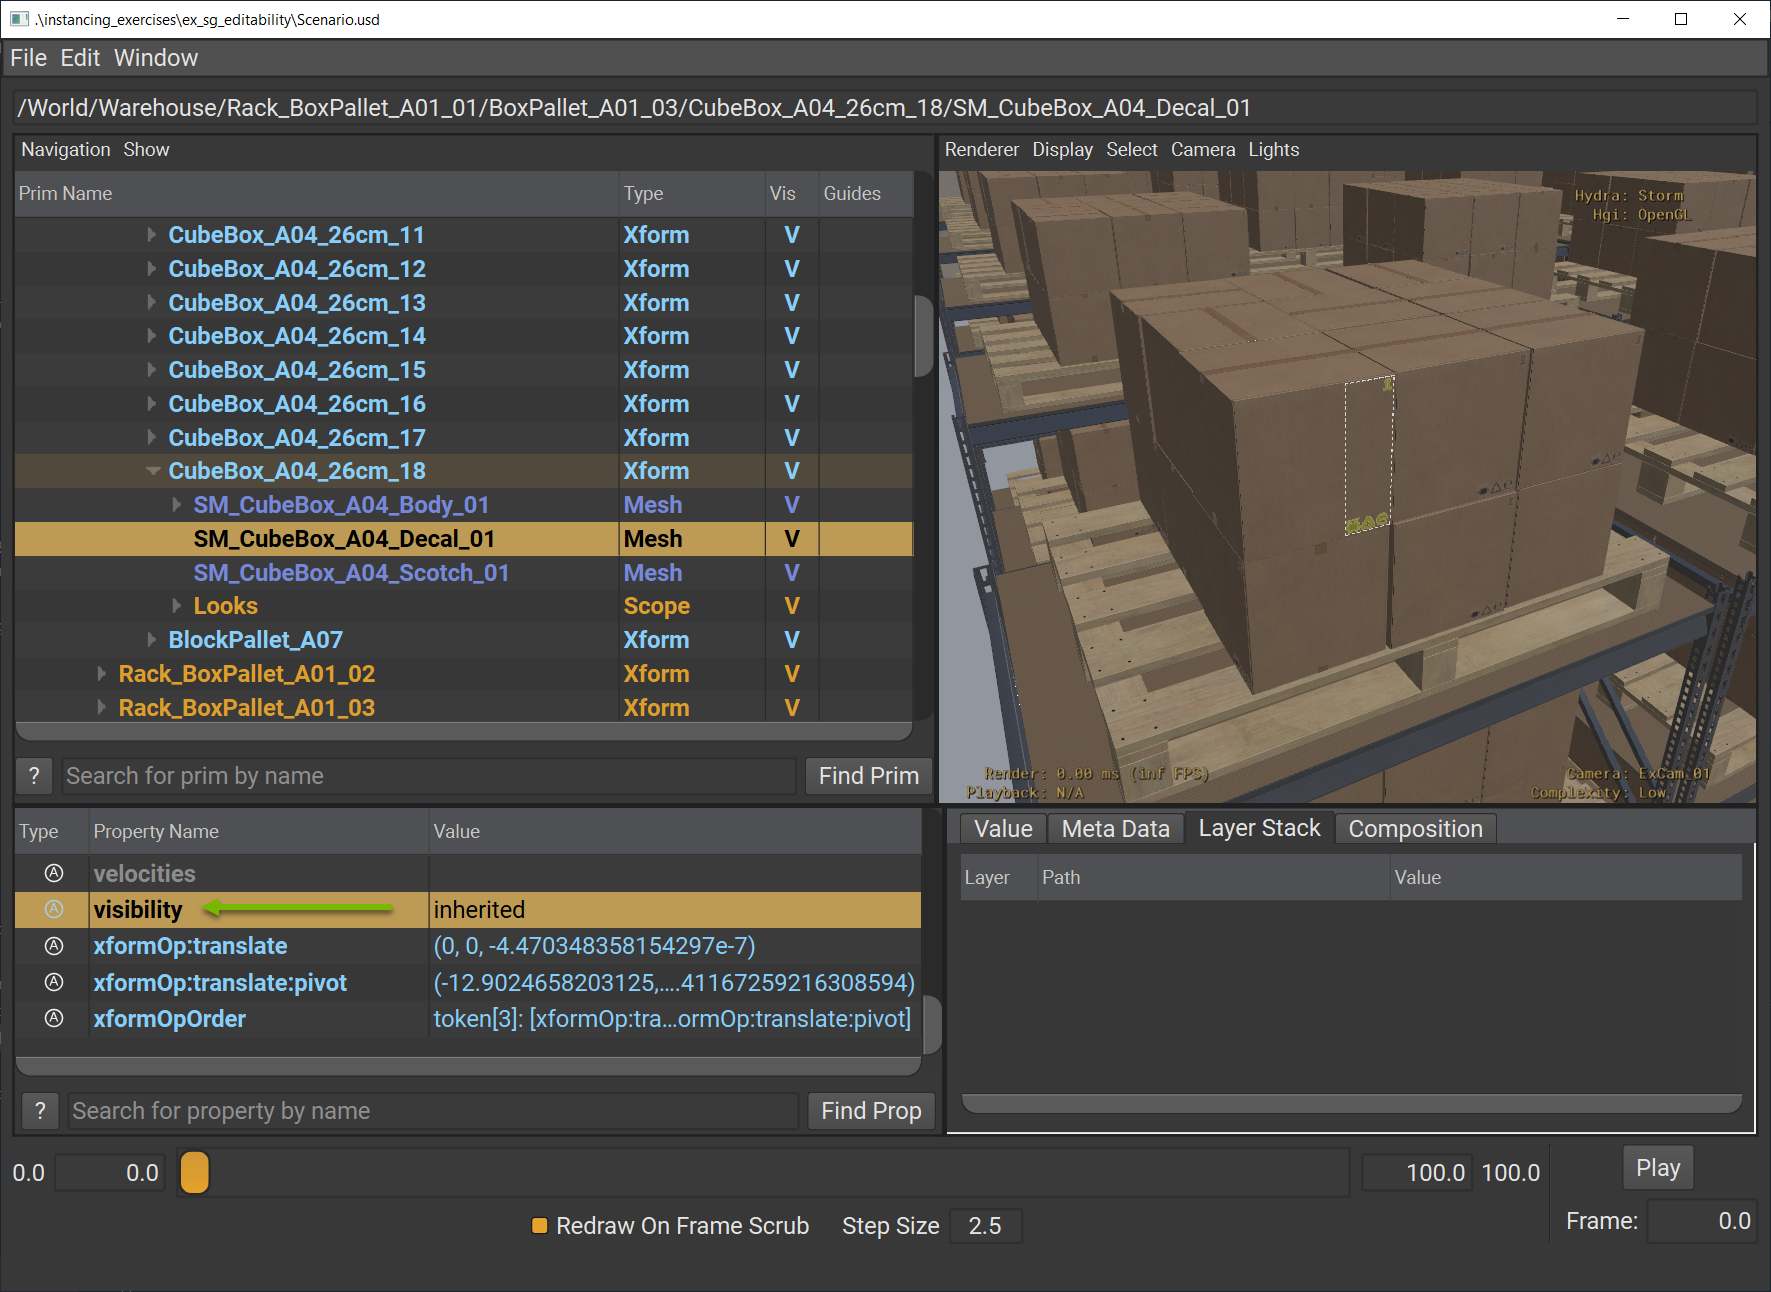 .\instancing_exercises\ex_sg_editability\Scenario.usd
File Edit Window
/World/Warehouse/Rack_BoxPallet_A01_01/BoxPallet_A01_03/CubeBox_A04_26cm_18/SM_CubeBox_A04_Decal_01
Navigation Show
Prim Name Type Vis Guides
CubeBox_A04_26cm_11 Xform V
CubeBox_A04_26cm_12 Xform V
CubeBox_A04_26cm_13 Xform V
CubeBox_A04_26cm_14 Xform V
CubeBox_A04_26cm_15 Xform V
CubeBox_A04_26cm_16 Xform V
CubeBox_A04_26cm_17 Xform V
CubeBox_A04_26cm_18 Xform V
SM_CubeBox_A04_Body_01 Mesh V
SM_CubeBox_A04_Decal_01 Mesh V
SM_CubeBox_A04_Scotch_01 Mesh V
Looks Scope V
BlockPallet_A07 Xform V
Rack_BoxPallet_A01_02 Xform V
Rack_BoxPallet_A01_03 Xform V
? Search for prim by name Find Prim
Renderer Display Select Camera Lights
Hydra: Storm
Hgi: OpenGL
Render: 0.00 ms (inf FPS)
Playback: N/A
Camera: ExCam_01
Complexity: Low
Type Property Name Value
A velocities
A visibility inherited
A xformOp:translate (0, 0, -4.470348358154297e-7)
A xformOp:translate:pivot (-12.9024658203125,....41167259216308594)
A xformOpOrder token[3]: [xformOp:tra...ormOp:translate:pivot]
? Search for property by name Find Prop
Value Meta Data Layer Stack Composition
Layer Path Value
0.0 0.0 100.0 100.0 Play
Redraw On Frame Scrub Step Size 2.5 Frame: 0.0